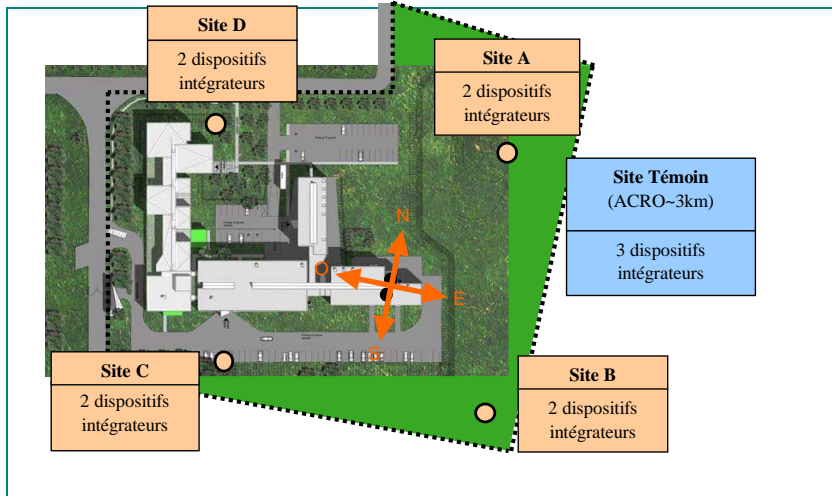 Site D
2 dispositifs
intégrateurs
Site A
2 dispositifs
intégrateurs
Site Témoin
(ACRO~3km)
3 dispositifs
intégrateurs
N
O
E
S
Site C
2 dispositifs
intégrateurs
Site B
2 dispositifs
intégrateurs